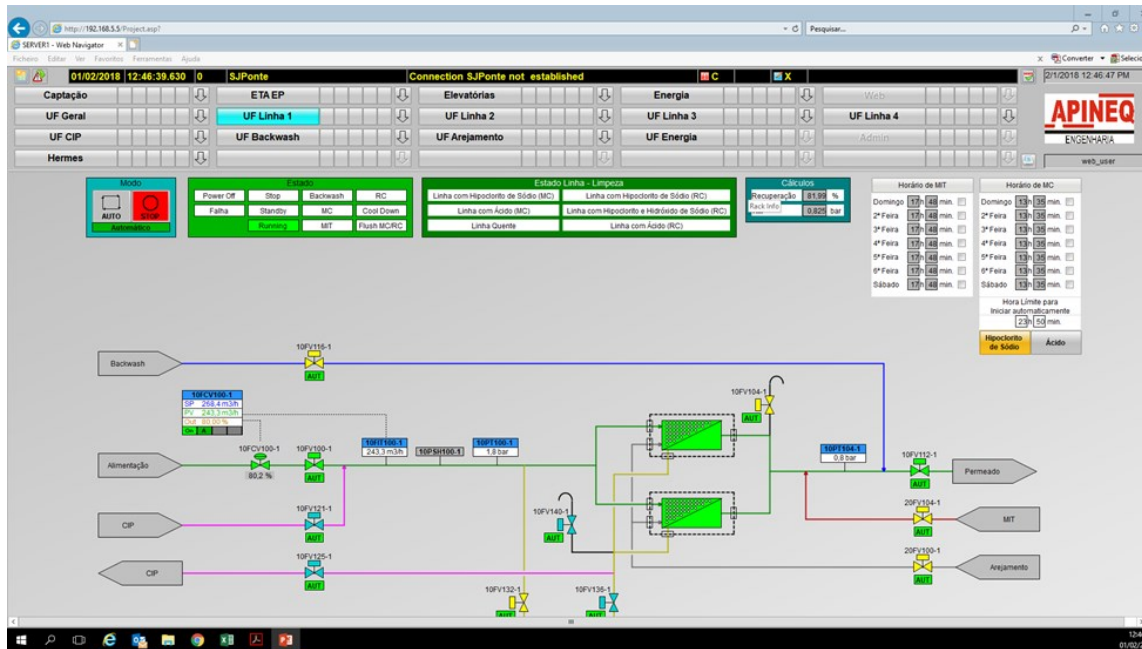 http://192.168.5.5/Project.asp?
Pesquisar...
SERVER1 - Web Navigator
Ficheiro Editar Ver Favoritos Ferramentas Ajuda
Converter
01/02/2018 12:46:39.630 0 SJPonte Connection SJPonte not established C X 2/1/2018 12:46:47 PM
Captação ETA EP Elevatórias Energia Web
UF Geral UF Linha 1 UF Linha 2 UF Linha 3 UF Linha 4
UF CIP UF Backwash UF Arejamento UF Energia Admin
Hermes
APINEQ
ENGENHARIA
web_user
Modo
AUTO STOP
Automático
Estado
Power Off Stop Backwash RC
Falha Standby MC Cool Down
Running MIT Flush MC/RC
Estado Linha - Limpeza
Linha com Hipoclorito de Sódio (MC) Linha com Hipoclorito de Sódio (RC)
Linha com Ácido (MC) Linha com Hipoclorito e Hidróxido de Sódio (RC)
Linha Quente Linha com Ácido (RC)
Cálculos
Recuperação 81,99 %
Rack Info
0,825 bar
Horário de MIT
Domingo 17 h 48 min.
2ª Feira 17 h 48 min.
3ª Feira 17 h 48 min.
4ª Feira 17 h 48 min.
5ª Feira 17 h 48 min.
6ª Feira 17 h 48 min.
Sábado 17 h 48 min.
Horário de MC
Domingo 13 h 35 min.
2ª Feira 13 h 35 min.
3ª Feira 13 h 35 min.
4ª Feira 13 h 35 min.
5ª Feira 13 h 35 min.
6ª Feira 13 h 35 min.
Sábado 13 h 35 min.
Hora Límite para
Iniciar automaticamente
23 h 50 min.
Hipoclorito
de Sódio
Ácido
10FV116-1
Backwash
AUT
10FCV100-1
SP 268,4 m3/h
PV 243,3 m3/h
Out 80,00 %
On A
10FV104-1
AUT
10FCV100-1
10FV100-1
10FIT100-1
243,3 m3/h
10PSH100-1
10PT100-1
1,8 bar
10PT104-1
0,8 bar
10FV112-1
Alimentação
80,2 %
AUT
Permeado
AUT
10FV121-1
CIP
AUT
10FV140-1
AUT
20FV104-1
MIT
AUT
10FV125-1
CIP
AUT
20FV100-1
Arejamento
AUT
10FV132-1
10FV136-1
AUT
AUT